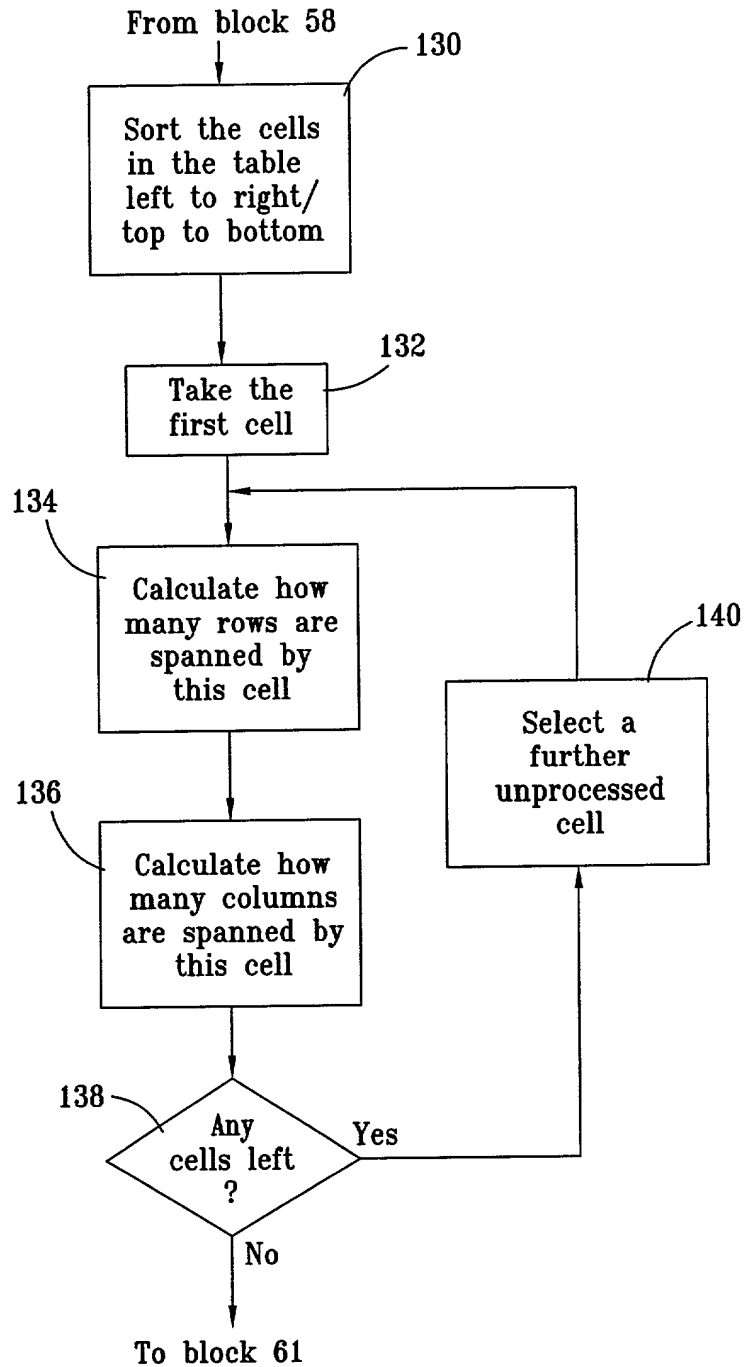 From block 58
130
Sort the cells
in the table
left to right/
top to bottom
132
Take the
first cell
134
Calculate how
many rows are
spanned by
this cell
140
Select a
further
unprocessed
cell
136
Calculate how
many columns
are spanned by
this cell
138
Any
cells left
?
Yes
No
To block 61